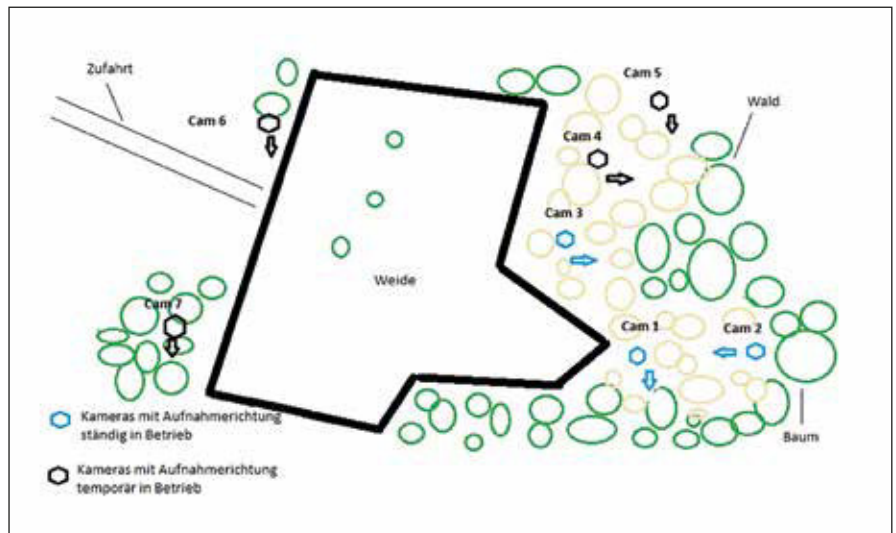 Zufahrt
Cam 5
Wald
Cam 6
Cam 4
Cam 3
Weide
Cam 7
Cam 1
Cam 2
Kameras mit Aufnahmerichtung
ständig in Betrieb
Baum
Kameras mit Aufnahmerichtung
temporär in Betrieb